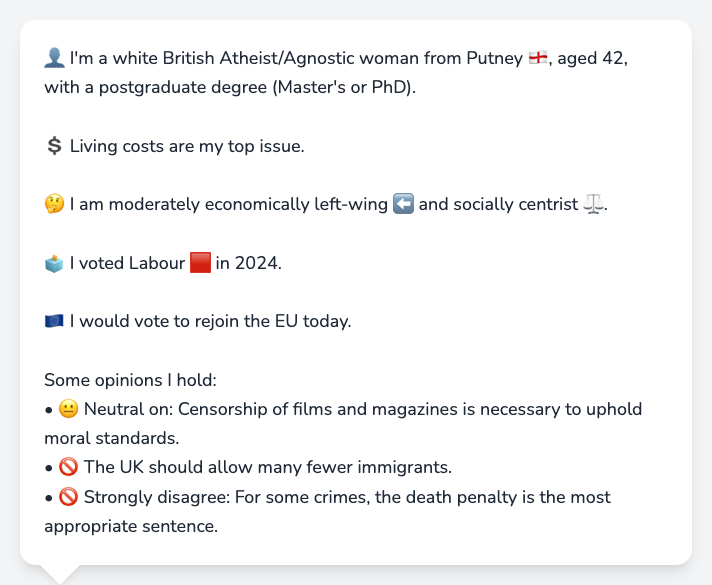 👤 I'm a white British Atheist/Agnostic woman from Putney 🏴󠁧󠁢󠁥󠁮󠁧󠁿, aged 42,
with a postgraduate degree (Master's or PhD).
💲 Living costs are my top issue.
🤔 I am moderately economically left-wing ⬅️ and socially centrist ⚖️.
🗳️ I voted Labour 🟥 in 2024.
🇪🇺 I would vote to rejoin the EU today.
Some opinions I hold:
• 😐 Neutral on: Censorship of films and magazines is necessary to uphold
moral standards.
• 🚫 The UK should allow many fewer immigrants.
• 🚫 Strongly disagree: For some crimes, the death penalty is the most
appropriate sentence.